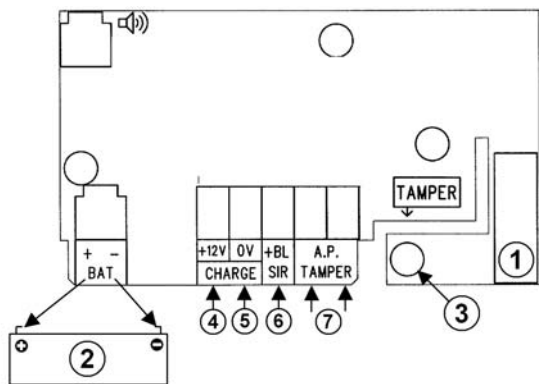 TAMPER
1
+ -
BAT
+12V 0V +BL A.P.
CHARGE SIR TAMPER
4 5 6 7
3
+ 2 -